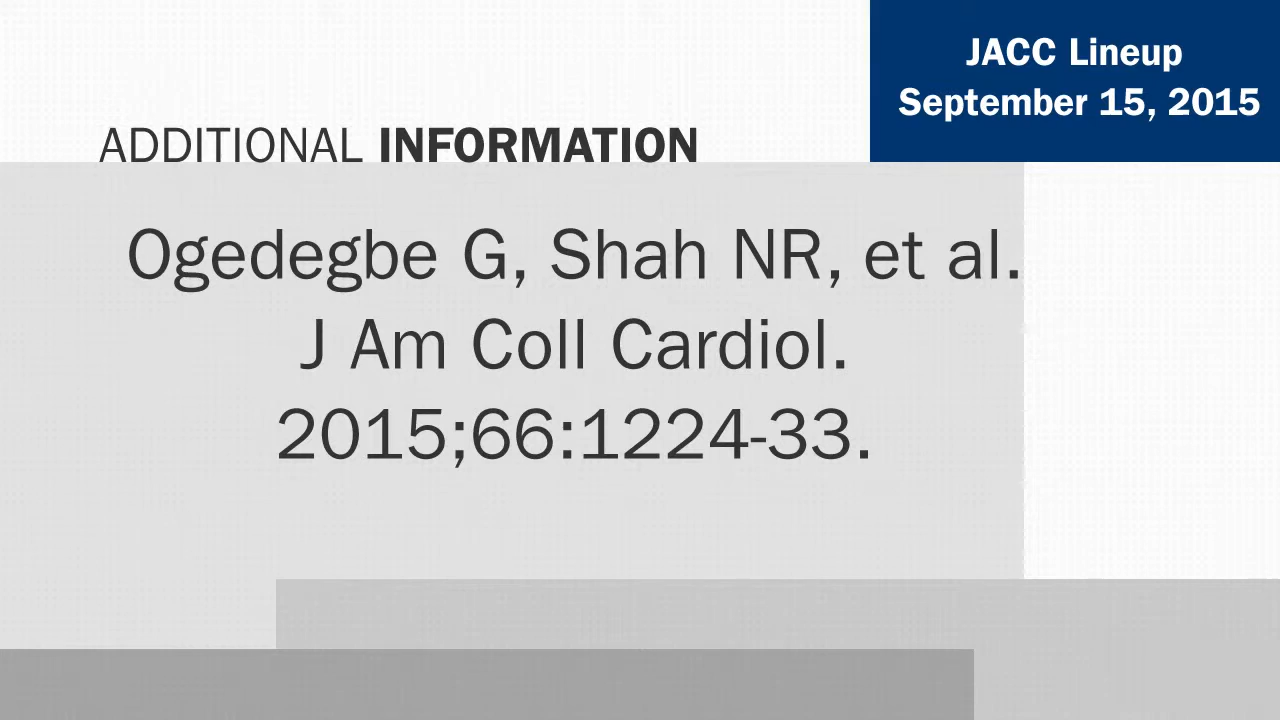 JACC Lineup
September 15, 2015
ADDITIONAL INFORMATION
Ogedegbe G, Shah NR, et al.
J Am Coll Cardiol.
2015;66:1224-33.